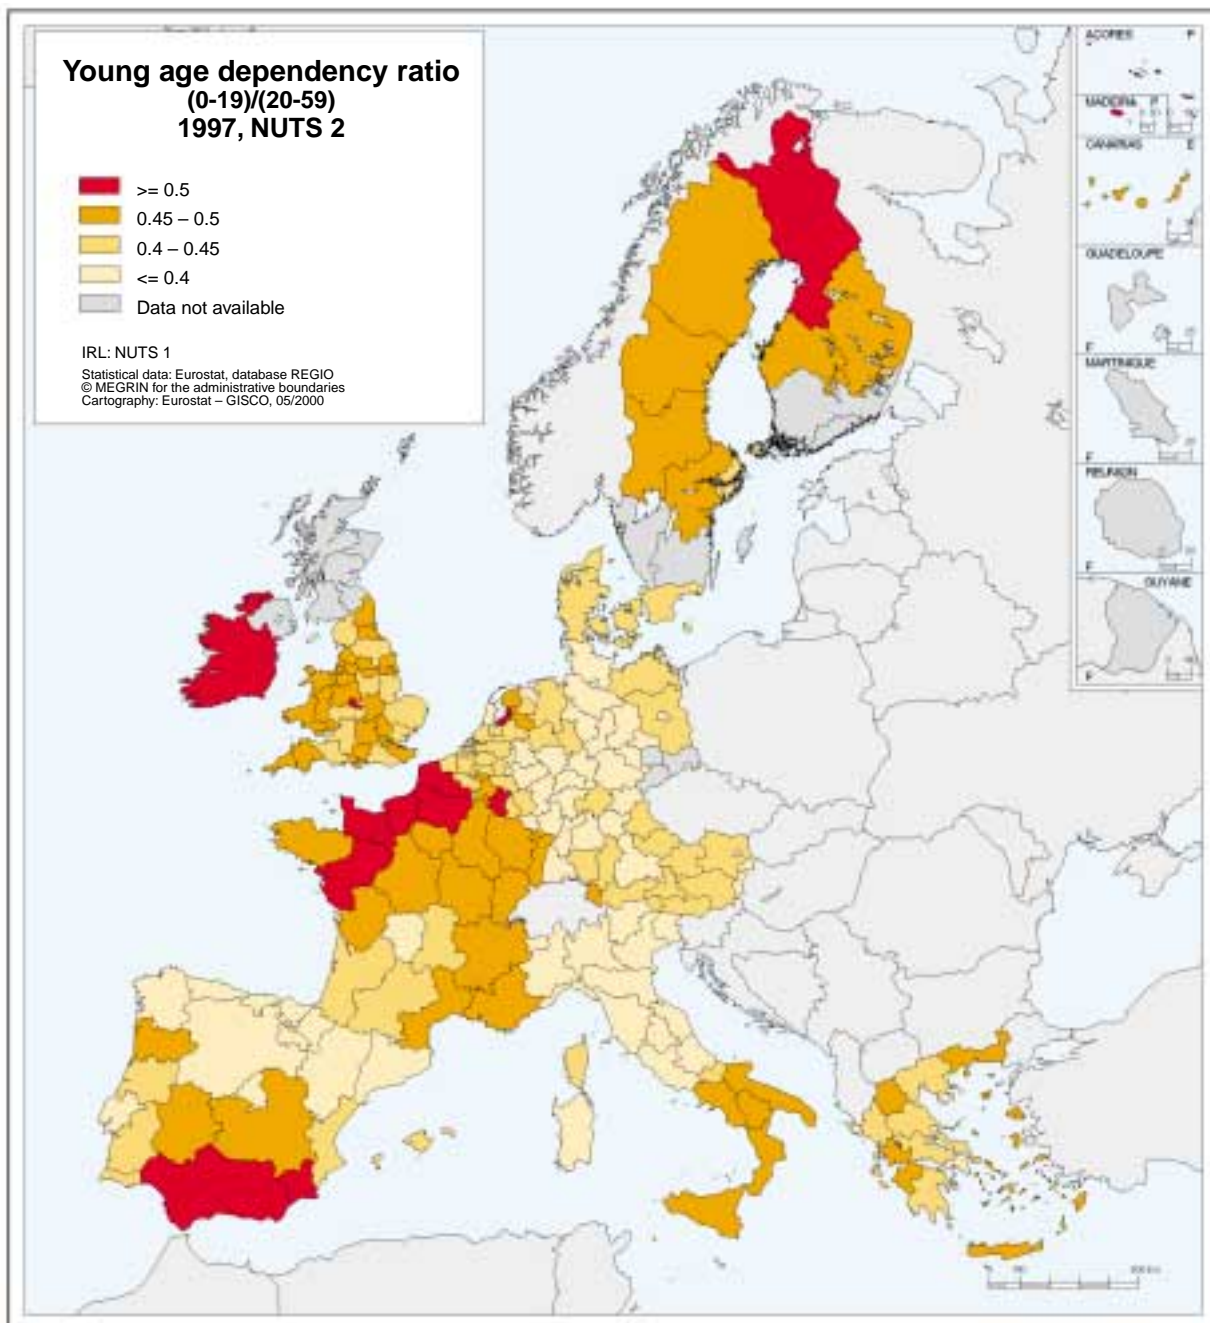 Young age dependency ratio
(0-19)/(20-59)
1997, NUTS 2
>= 0.5
0.45 – 0.5
0.4 – 0.45
<= 0.4
Data not available
IRL: NUTS 1
Statistical data: Eurostat, database REGIO
© MEGRIN for the administrative boundaries
Cartography: Eurostat – GISCO, 05/2000
AÇORES P
MADEIRA P
CANARIAS E
GUADELOUPE
F
MARTINIQUE
F
REUNION
F
GUYANE
F